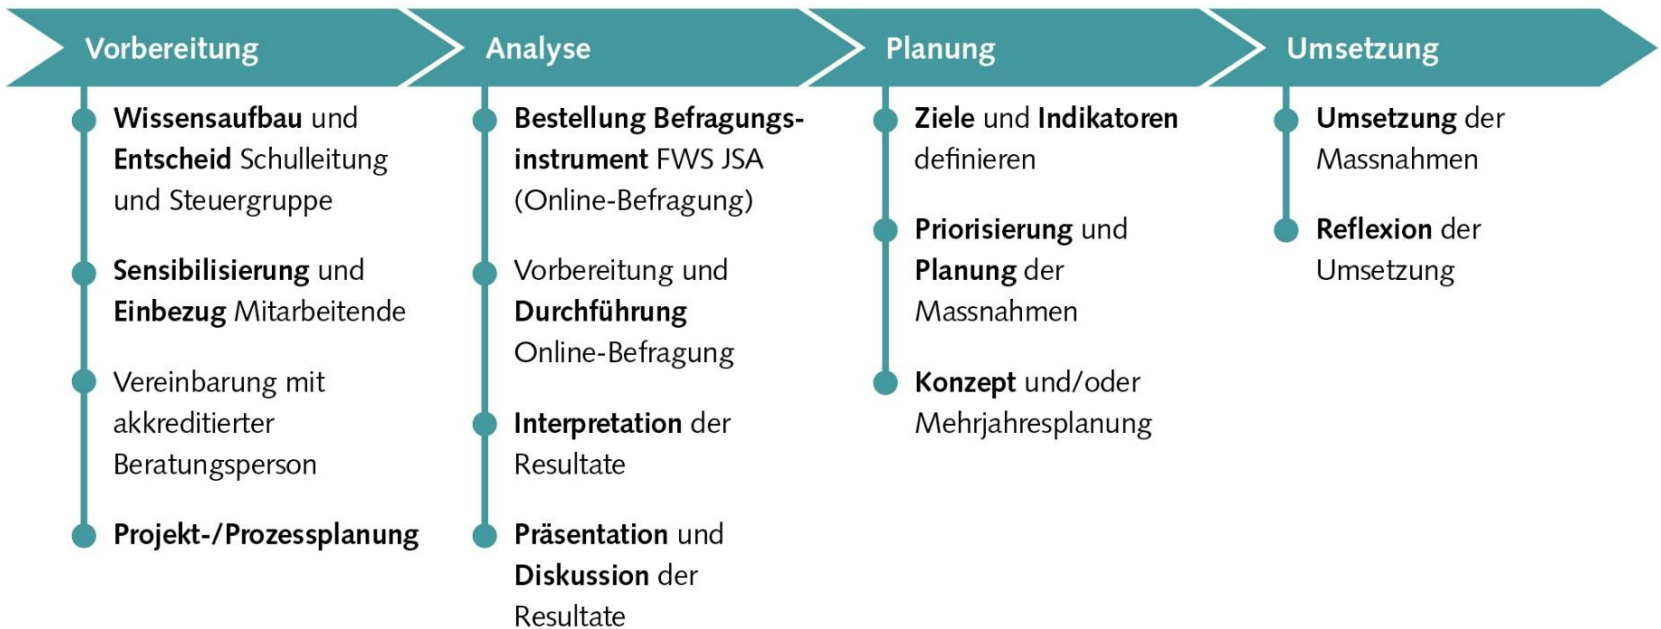 Vorbereitung
Wissensaufbau und
Entscheid Schulleitung
und Steuergruppe
Sensibilisierung und
Einbezug Mitarbeitende
Vereinbarung mit
akkreditierter
Beratungsperson
Projekt-/Prozessplanung
Analyse
Bestellung Befragungs-
instrument FWS JSA
(Online-Befragung)
Vorbereitung und
Durchführung
Online-Befragung
Interpretation der
Resultate
Präsentation und
Diskussion der
Resultate
Planung
Ziele und Indikatoren
definieren
Priorisierung und
Planung der
Massnahmen
Konzept und/oder
Mehrjahresplanung
Umsetzung
Umsetzung der
Massnahmen
Reflexion der
Umsetzung